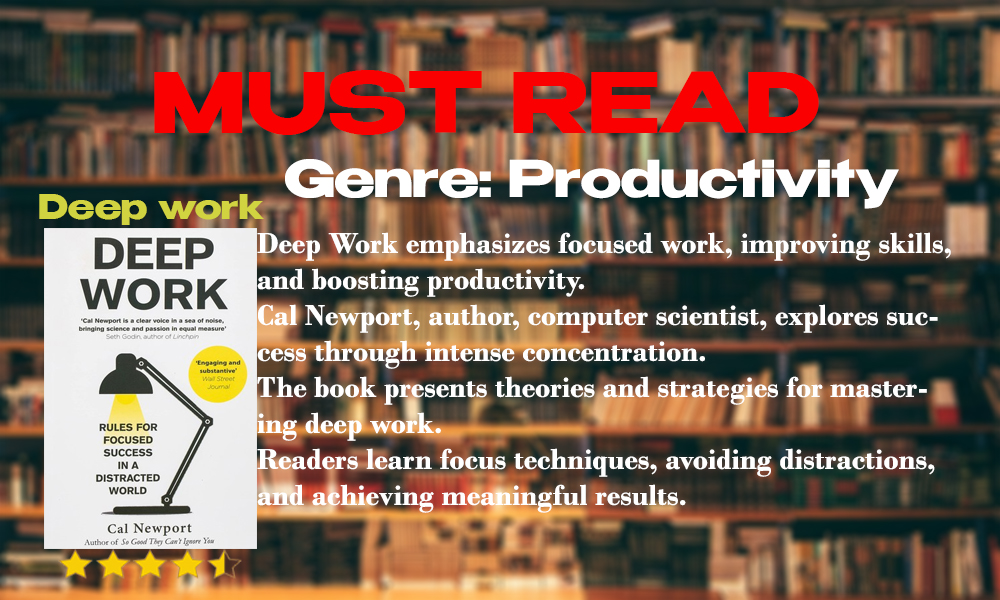 MUST READ
Genre: Productivity
Deep work
DEEP
WORK
'Cal Newport is a clear voice in a sea of noise,
bringing science and passion in equal measure'
Seth Godin, author of Linchpin
'Engaging and
substantive'
Wall Street
Journal
RULES FOR
FOCUSED
SUCCESS
IN A
DISTRACTED
WORLD
Cal Newport
Author of So Good They Can't Ignore You
Deep Work emphasizes focused work, improving skills,
and boosting productivity.
Cal Newport, author, computer scientist, explores suc-
cess through intense concentration.
The book presents theories and strategies for master-
ing deep work.
Readers learn focus techniques, avoiding distractions,
and achieving meaningful results.